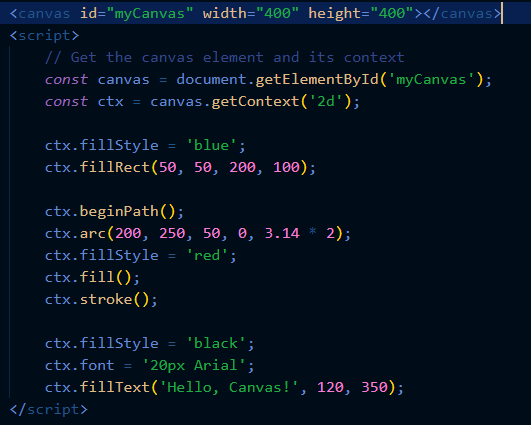 <canvas id="myCanvas" width="400" height="400"></canvas>
<script>
    // Get the canvas element and its context
    const canvas = document.getElementById('myCanvas');
    const ctx = canvas.getContext('2d');

    ctx.fillStyle = 'blue';
    ctx.fillRect(50, 50, 200, 100);

    ctx.beginPath();
    ctx.arc(200, 250, 50, 0, 3.14 * 2);
    ctx.fillStyle = 'red';
    ctx.fill();
    ctx.stroke();

    ctx.fillStyle = 'black';
    ctx.font = '20px Arial';
    ctx.fillText('Hello, Canvas!', 120, 350);
</script>